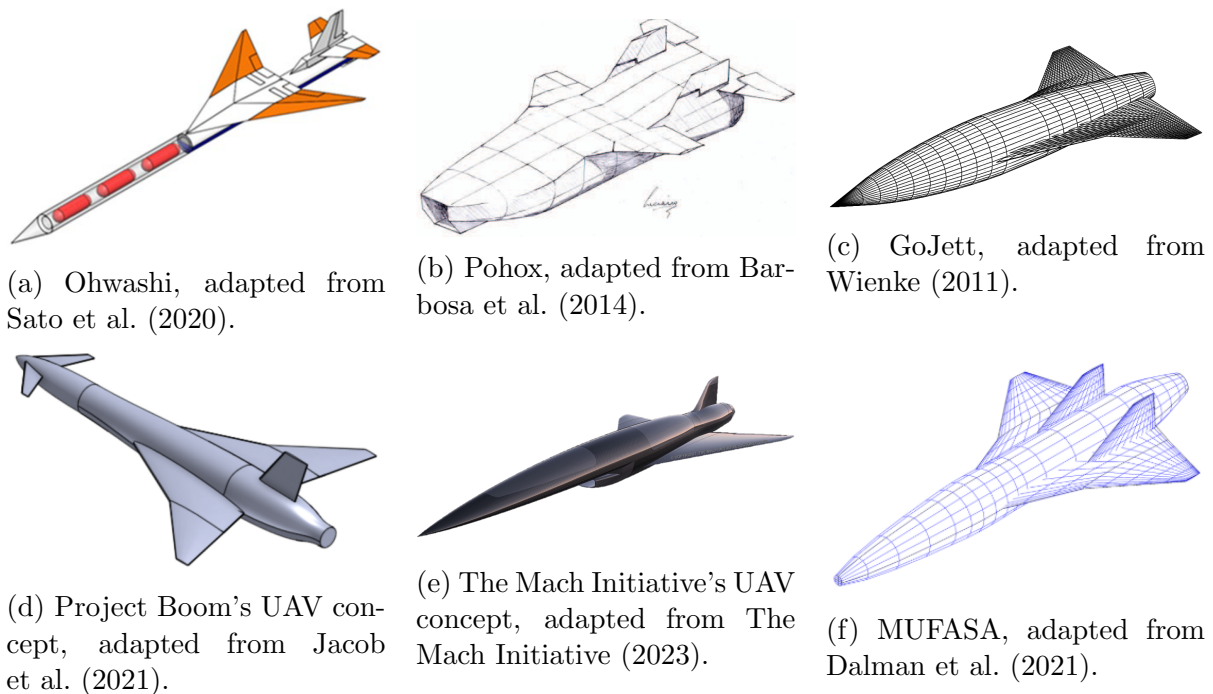 (a) Ohwashi, adapted from
Sato et al. (2020).
(b) Pohox, adapted from Bar-
bosa et al. (2014).
(c) GoJett, adapted from
Wienke (2011).
(d) Project Boom's UAV con-
cept, adapted from Jacob
et al. (2021).
(e) The Mach Initiative's UAV
concept, adapted from The
Mach Initiative (2023).
(f) MUFASA, adapted from
Dalman et al. (2021).